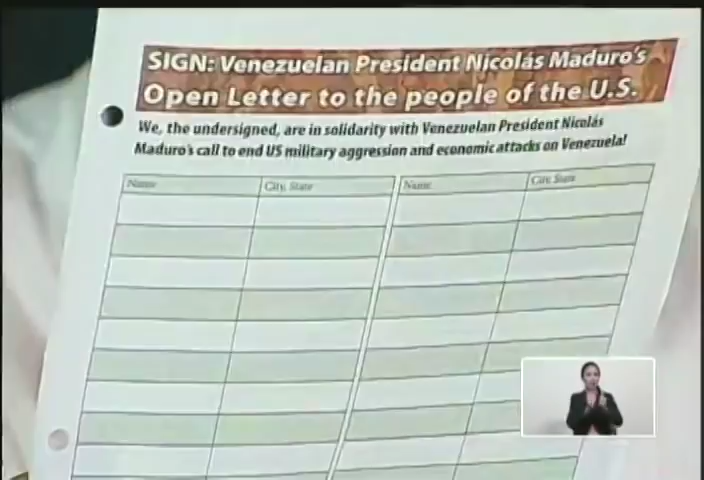 SIGN: Venezuelan President Nicolás Maduro's
Open Letter to the people of the U.S.
We, the undersigned, are in solidarity with Venezuelan President Nicolás
Maduro's call to end US military aggression and economic attacks on Venezuela!
Name City, State Name City, State